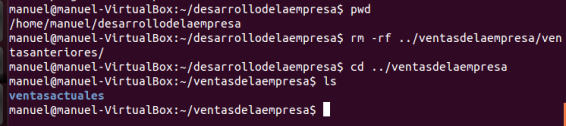 manuel@manuel-VirtualBox:~/desarrollodelaempresa$ pwd
/home/manuel/desarrollodelaempresa
manuel@manuel-VirtualBox:~/desarrollodelaempresa$ rm -rf ../ventasdelaempresa/ven
tasanteriores/
manuel@manuel-VirtualBox:~/desarrollodelaempresa$ cd ../ventasdelaempresa
manuel@manuel-VirtualBox:~/ventasdelaempresa$ ls
ventasactuales
manuel@manuel-VirtualBox:~/ventasdelaempresa$